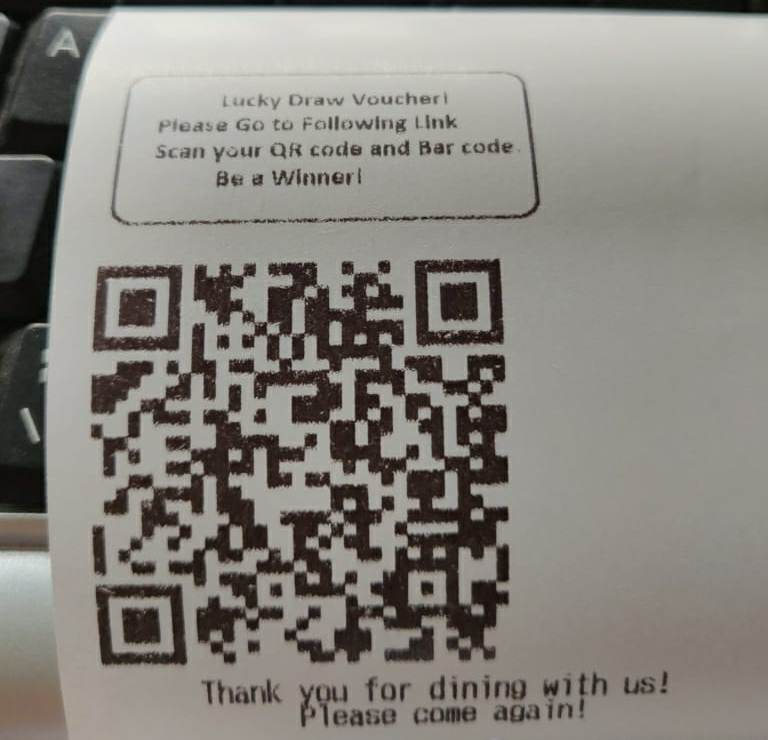 A
Lucky Draw Voucher!
Please Go to Following Link
Scan your QR code and Bar code.
Be a Winner!
\
Thank you for dining with us!
Please come again!